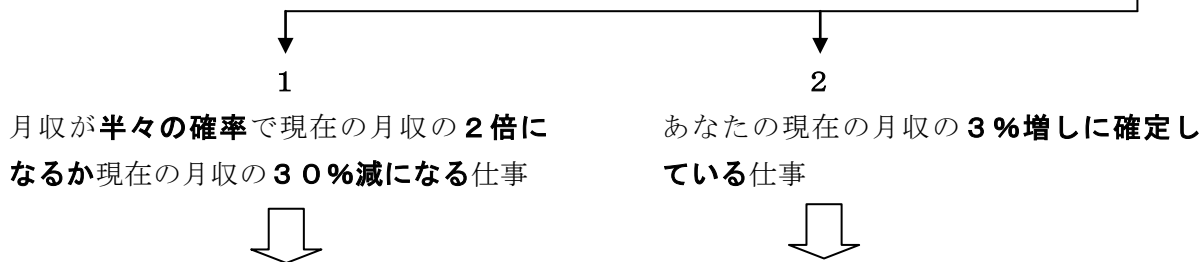 1
月収が半々の確率で現在の月収の2倍に
なるか現在の月収の30%減になる仕事
2
あなたの現在の月収の3%増しに確定し
ている仕事